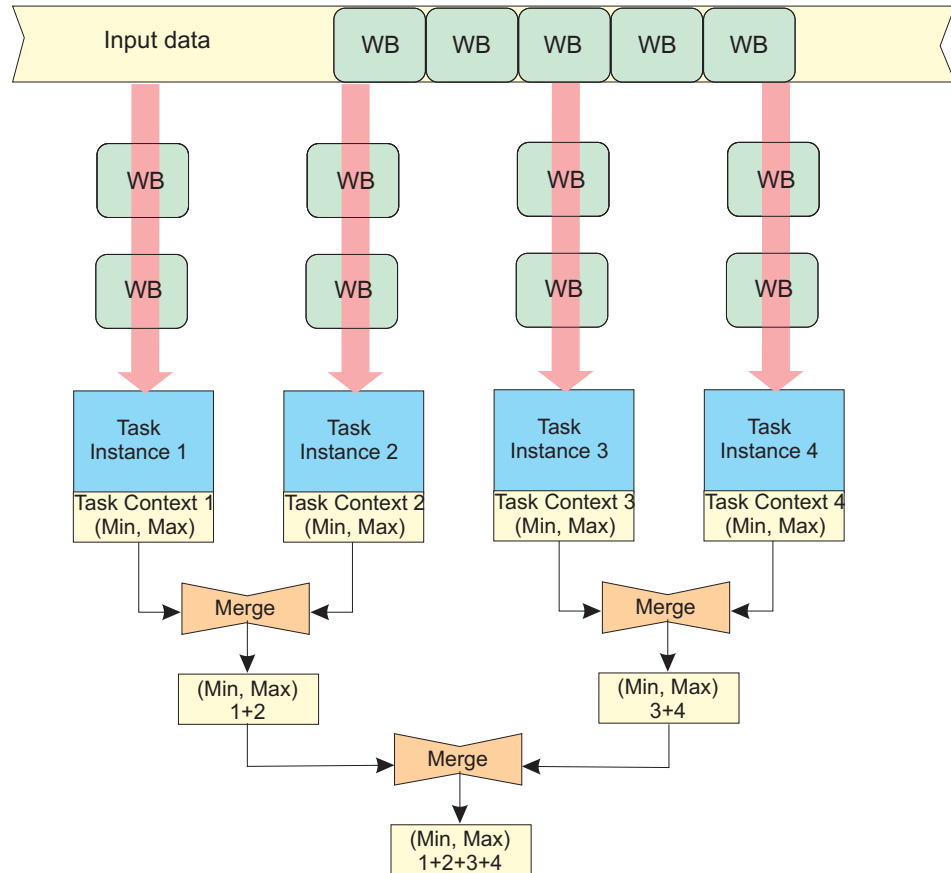 Input data
WB WB WB WB WB
WB WB WB WB
WB WB WB WB
Task
Instance 1
Task
Instance 2
Task
Instance 3
Task
Instance 4
Task Context 1
(Min, Max)
Task Context 2
(Min, Max)
Task Context 3
(Min, Max)
Task Context 4
(Min, Max)
Merge
Merge
(Min, Max)
1+2
(Min, Max)
3+4
Merge
(Min, Max)
1+2+3+4